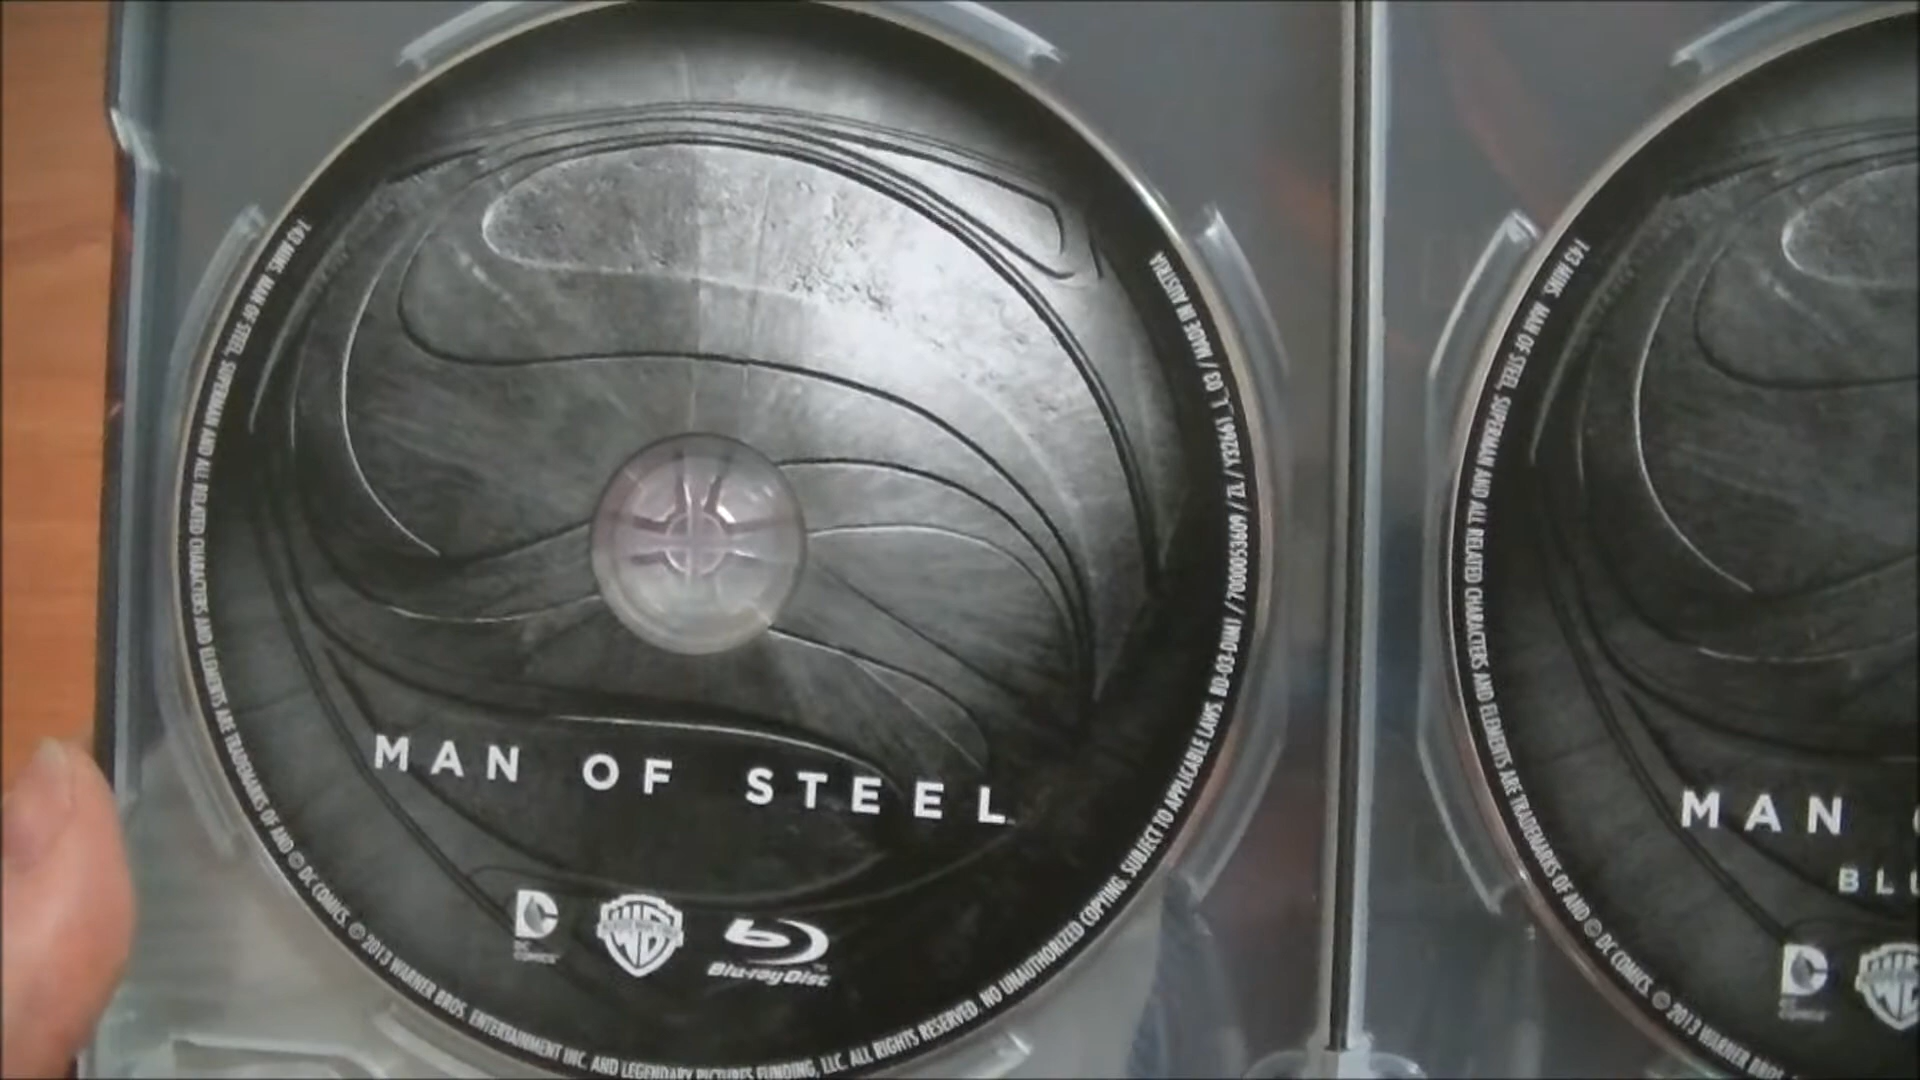 143 MINS. MAN OF STEEL, SUPERMAN AND ALL RELATED CHARACTERS AND ELEMENTS ARE TRADEMARKS OF AND © DC COMICS. © 2013 WARNER BROS. ENTERTAINMENT INC. AND LEGENDARY PICTURES FUNDING, LLC. ALL RIGHTS RESERVED. NO UNAUTHORIZED COPYING. SUBJECT TO APPLICABLE LAWS. BD-03-DIM1 / 7000053609 / ZL / Y32691_1_03 / MADE IN AUSTRIA
MAN OF STEEL
DC COMICS
WB
Blu-ray Disc™
143 MINS. MAN OF STEEL, SUPERMAN AND ALL RELATED CHARACTERS AND ELEMENTS ARE TRADEMARKS OF AND © DC COMICS. © 2013 WARNER BROS.
MAN
BLU
DC COMICS